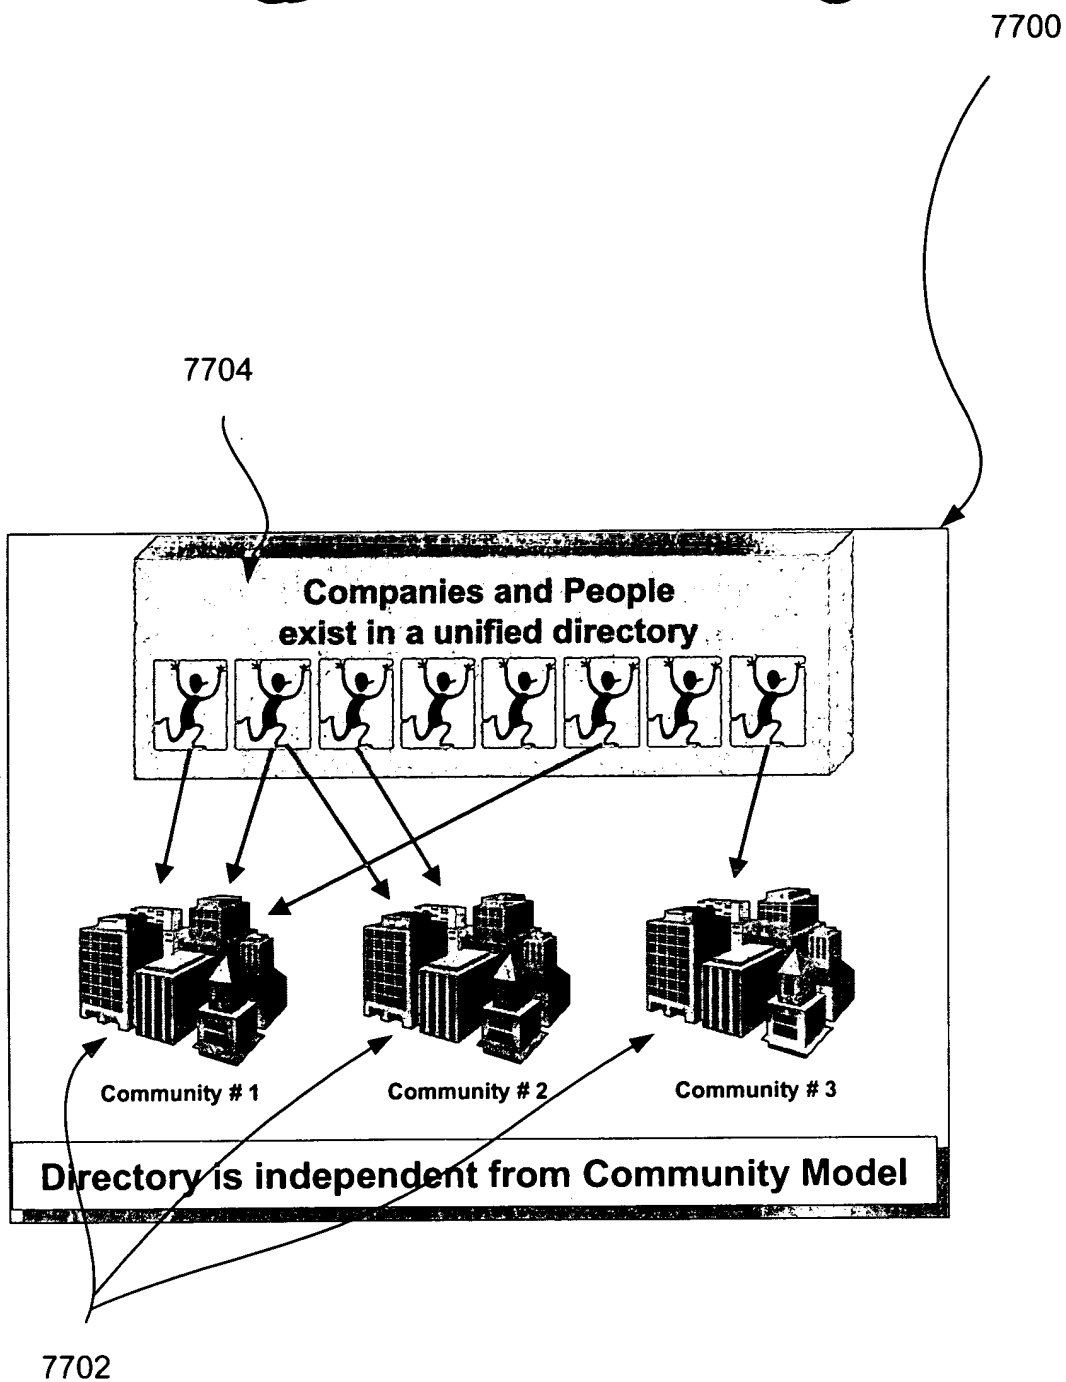 7700
7704
Companies and People
exist in a unified directory
Community # 1
Community # 2
Community # 3
Directory is independent from Community Model
7702